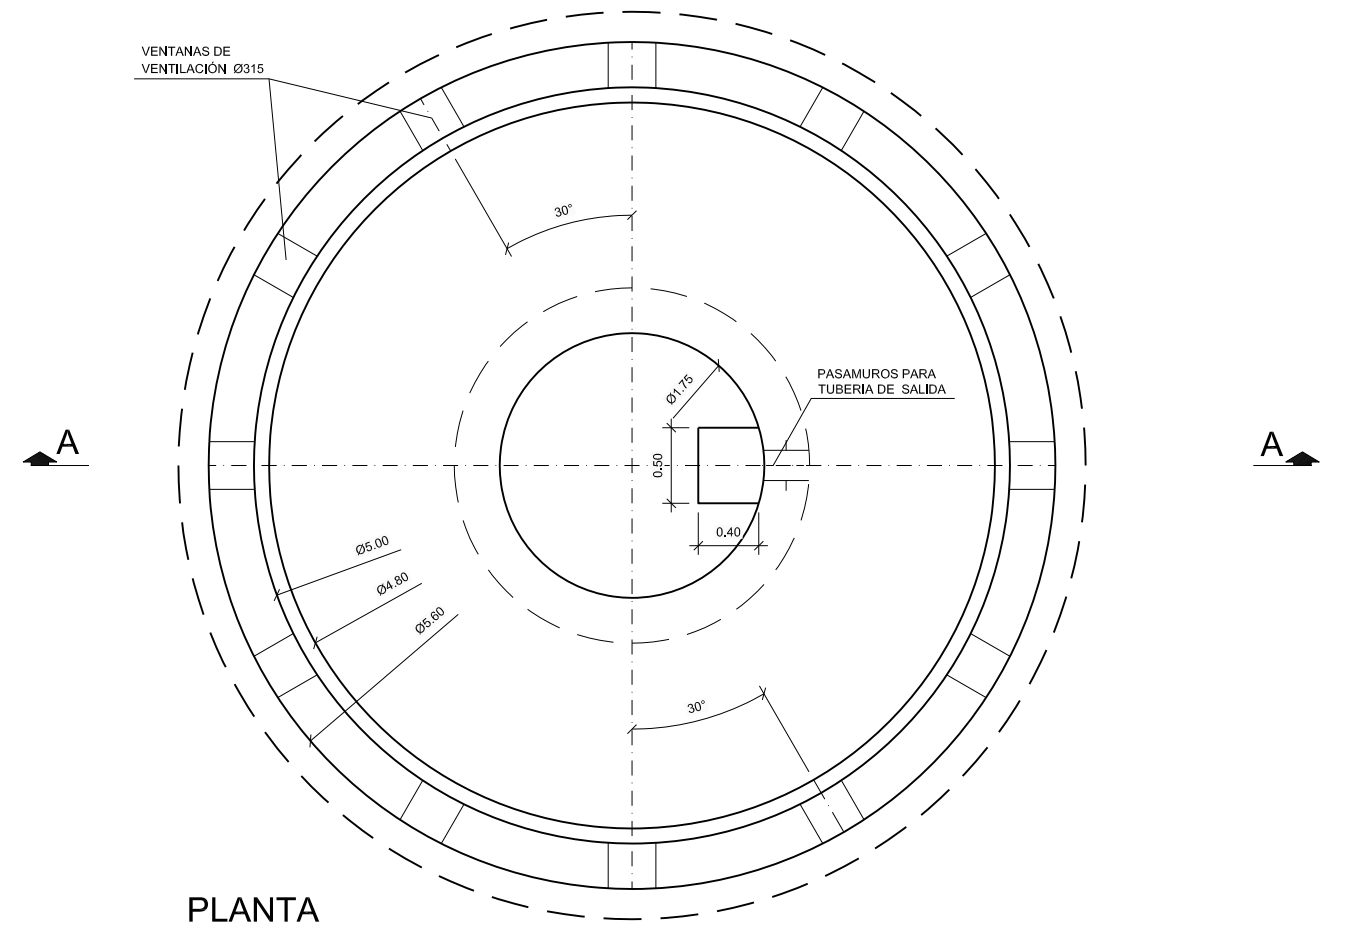 VENTANAS DE
VENTILACIÓN Ø315
30°
PASAMUROS PARA
TUBERIA DE SALIDA
Ø1.75
A
A
0.50
0.40
Ø5.00
Ø4.80
Ø5.60
30°
PLANTA